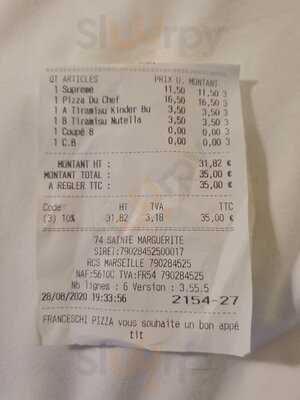 Sluurpy
QT ARTICLES PRIX U. MONTANT
1 Supreme 11,50 11,50 3
1 Pizza Du Chef 16,50 16,50 3
1 A Tiramisu Kinder Bu 3,50 3,50 3
1 B Tiramisu Nutella 3,50 3,50 3
1 Coupé 8 0,00 0,00 3
1 C.B 0,00 0,00 3
MONTANT HT : 31,82 €
MONTANT TOTAL : 35,00 €
A REGLER TTC : 35,00 €
Code HT TVA TTC
(3) 10% 31,82 3,18 35,00 €
74 SAINTE MARGUERITE
SIRET:79028452500017
RCS MARSEILLE 790284525
NAF:5610C TVA:FR54 790284525
Nb lignes : 6 Version : 3.55.5
28/08/2020 19:33:56 2154-27
FRANCESCHI PIZZA vous souhaite un bon appé
tit